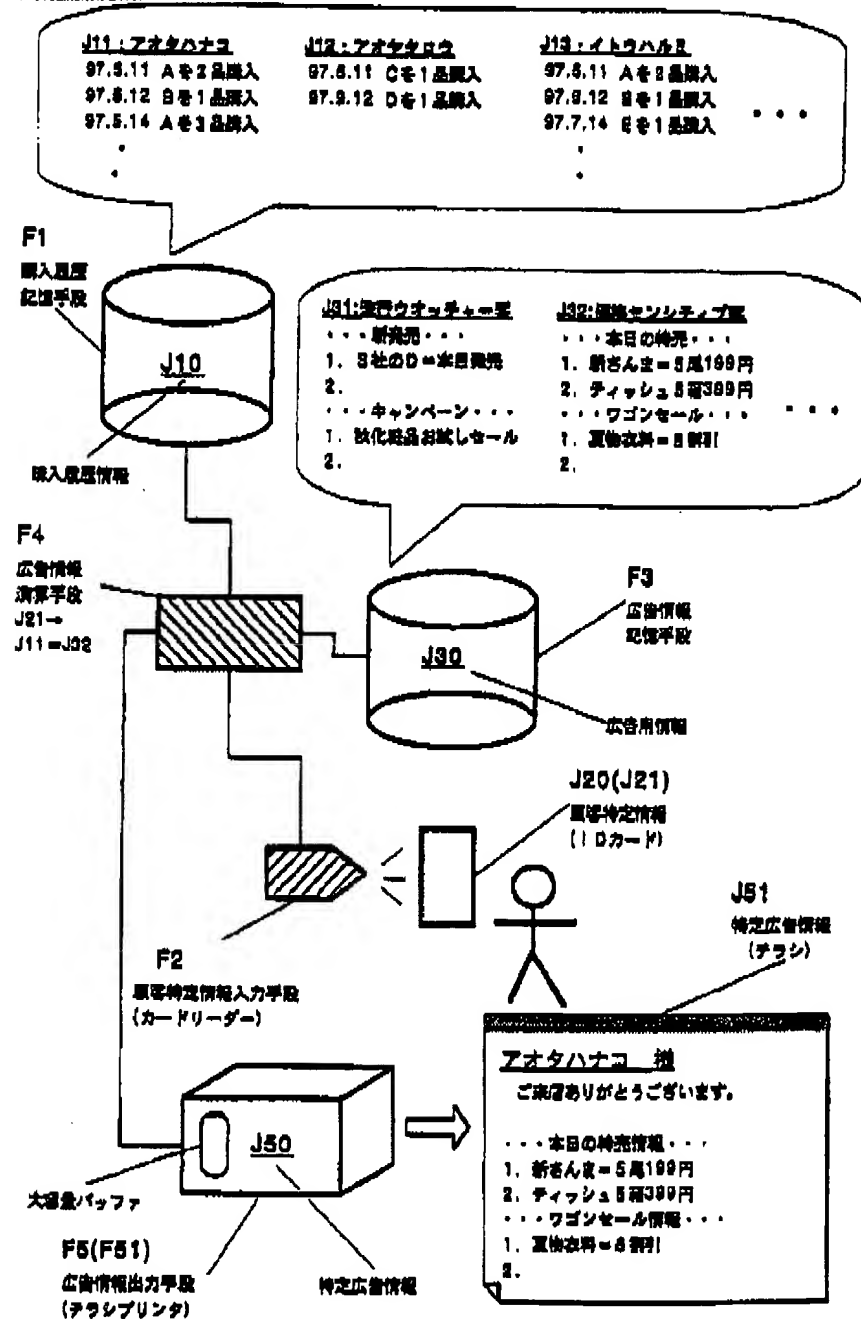 J11：アオタハナコ
97.5.11 Aを2品購入
97.5.12 Bを1品購入
97.5.14 Aを3品購入
J12：アオヤタロウ
97.5.11 Cを1品購入
97.9.12 Dを1品購入
J13：イトウハルミ
97.5.11 Aを2品購入
97.9.12 Bを1品購入
97.7.14 Eを1品購入
・・・
F1
購入履歴
記憶手段
J10
購入履歴情報
J31:流行ウオッチャー型
・・・新発売・・・
1. S社のD＝本日発売
2.
・・・キャンペーン・・・
1. 秋化粧品お試しセール
2.
J32:価格センシティブ型
・・・本日の特売・・・
1. 新さんま＝5尾199円
2. ティッシュ5箱399円
・・・ワゴンセール・・・
1. 夏物衣料＝割引
2.
・・・
F4
広告情報
演算手段
J21→
J11＝J32
F3
広告情報
記憶手段
J30
広告用情報
J20(J21)
顧客特定情報
(IDカード)
F2
顧客特定情報入力手段
(カードリーダー)
J51
特定広告情報
(チラシ)
アオタハナコ 様
ご来店ありがとうございます。
・・・本日の特売情報・・・
1. 新さんま＝5尾199円
2. ティッシュ5箱399円
・・・ワゴンセール情報・・・
1. 夏物衣料＝割引
2.
J50
大容量バッファ
F5(F51)
広告情報出力手段
(チラシプリンタ)
特定広告情報